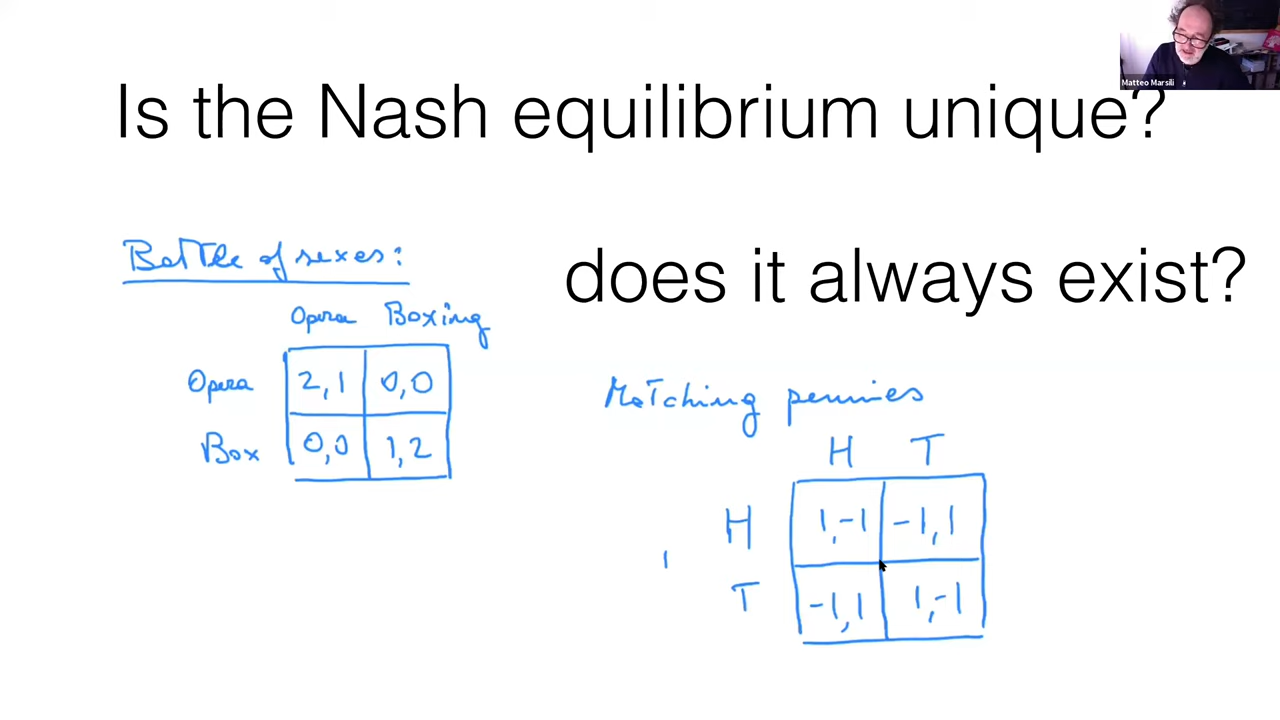 Matteo Marsili
Is the Nash equilibrium unique?
does it always exist?
Battle of sexes:
Opera Boxing
Opera 2,1 0,0
Box 0,0 1,2
Matching pennies
H T
H 1,-1 -1,1
T -1,1 1,-1